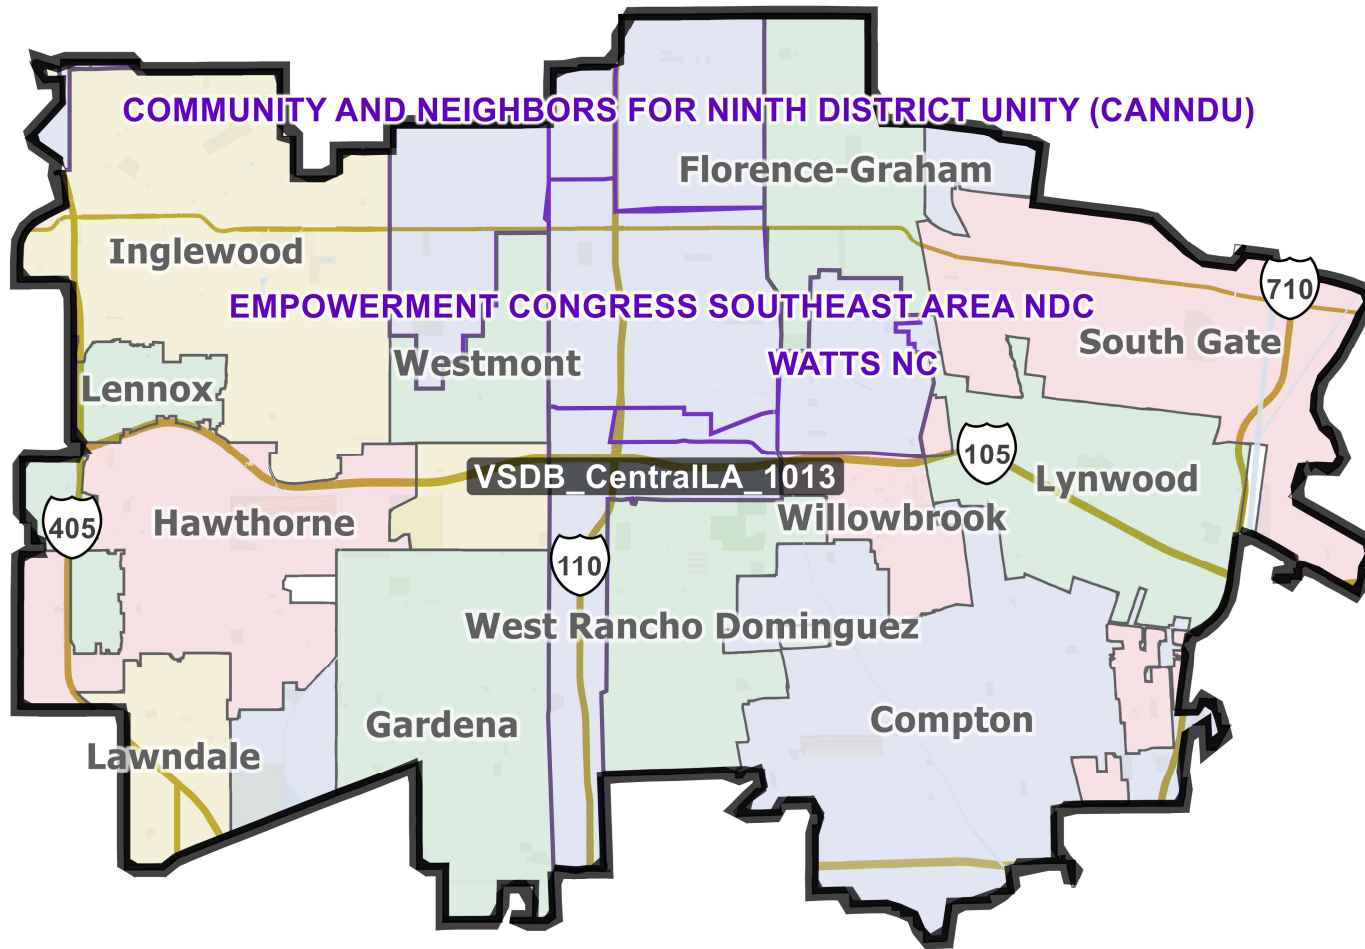 COMMUNITY AND NEIGHBORS FOR NINTH DISTRICT UNITY (CANNDU)
Florence-Graham
Inglewood
710
EMPOWERMENT CONGRESS SOUTHEAST AREA NDC
South Gate
Westmont
WATTS NC
Lennox
105
VSDB_CentralLA_1013
Lynwood
405
Hawthorne
Willowbrook
110
West Rancho Dominguez
Gardena
Compton
Lawndale